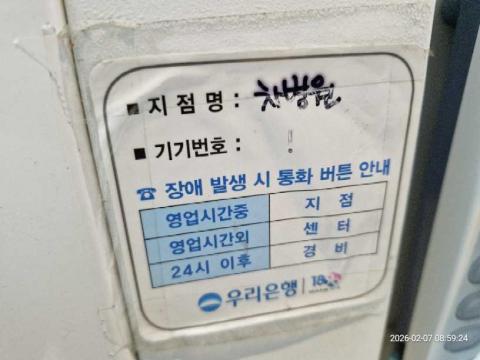 ■ 지점명 : 차병원
■ 기기번호 : !
☎ 장애 발생 시 통화 버튼 안내
영업시간중 지점
영업시간외 센터
24시 이후 경비
우리은행
2026-02-07 08:59:24